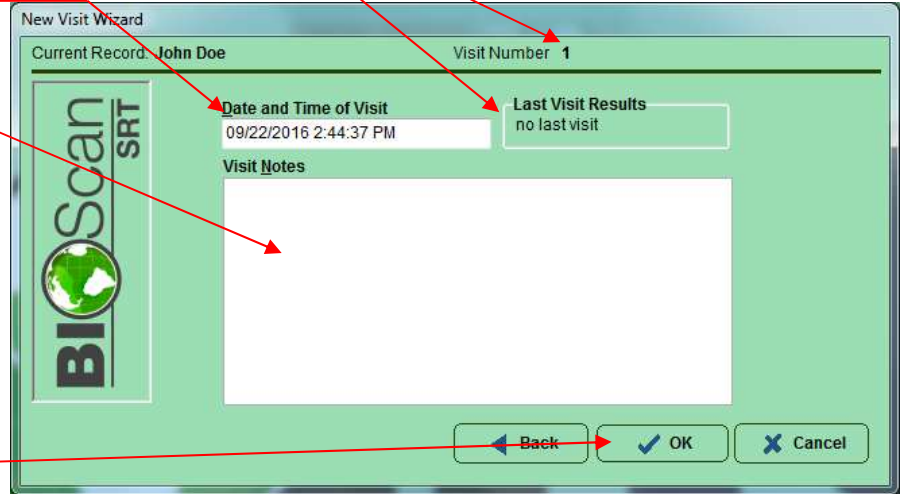 New Visit Wizard
Current Record: John Doe Visit Number 1
BIOScan
SRT
Date and Time of Visit
09/22/2016 2:44:37 PM
Last Visit Results
no last visit
Visit Notes
Back OK Cancel